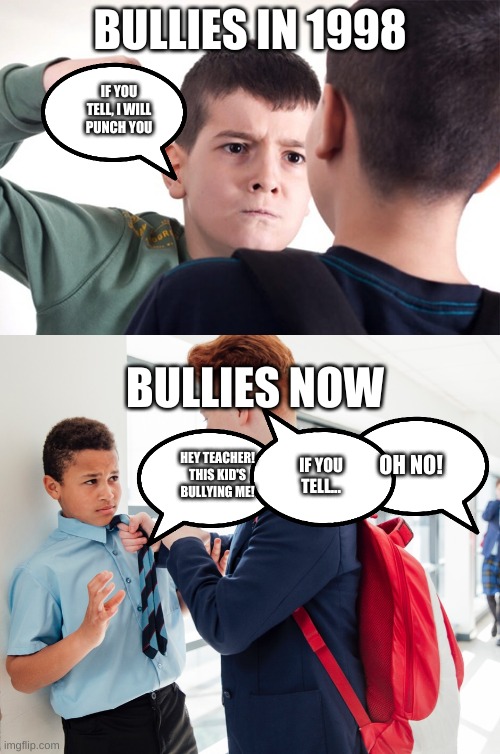 BULLIES IN 1998
IF YOU
TELL, I WILL
PUNCH YOU
BULLIES NOW
HEY TEACHER!
THIS KID'S
BULLYING ME!
IF YOU
TELL...
OH NO!
imgflip.com